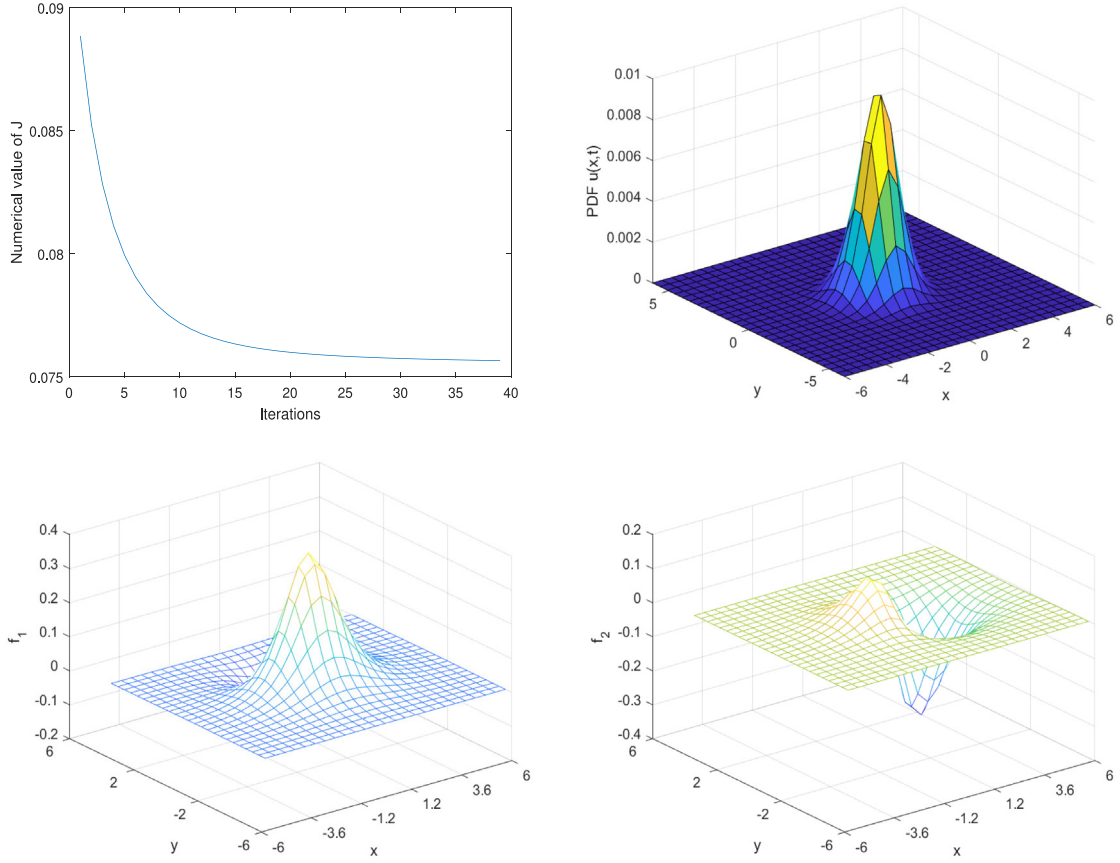 0.09
0.085
0.08
0.075
Numerical value of J
0 5 10 15 20 25 30 35 40
Iterations
0.01
0.008
0.006
0.004
0.002
0
PDF u(x,t)
5 0 -5
y
-6 -4 -2 0 2 4 6
x
0.4
0.3
0.2
0.1
0
-0.1
-0.2
f1
6 2 -2 -6
y
-6 -3.6 -1.2 1.2 3.6 6
x
0.2
0.1
0
-0.1
-0.2
-0.3
-0.4
f2
6 2 -2 -6
y
-6 -3.6 -1.2 1.2 3.6 6
x